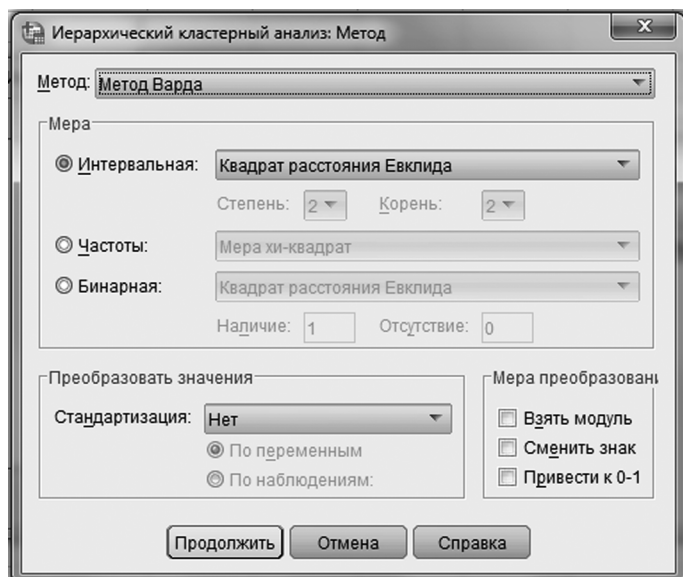 Иерархический кластерный анализ: Метод
Метод: Метод Варда
Мера
Интервальная: Квадрат расстояния Евклида
Степень: 2 Корень: 2
Частоты: Мера хи-квадрат
Бинарная: Квадрат расстояния Евклида
Наличие: 1 Отсутствие: 0
Преобразовать значения
Стандартизация: Нет
По переменным
По наблюдениям:
Мера преобразовани
Взять модуль
Сменить знак
Привести к 0-1
Продолжить Отмена Справка